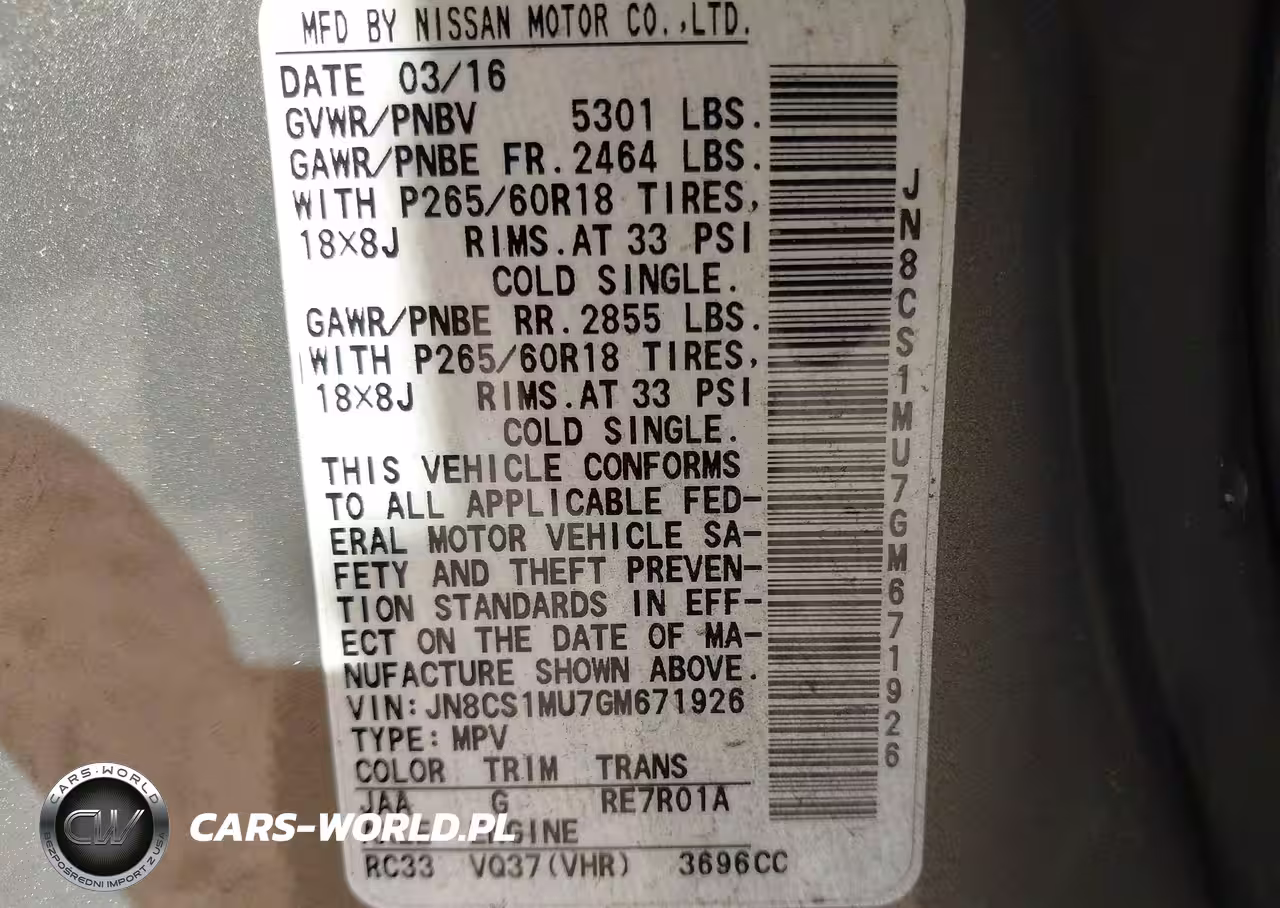 MFD BY NISSAN MOTOR CO.,LTD.
DATE 03/16
GVWR/PNBV 5301 LBS.
GAWR/PNBE FR.2464 LBS.
WITH P265/60R18 TIRES,
18×8J RIMS.AT 33 PSI
COLD SINGLE.
GAWR/PNBE RR.2855 LBS.
WITH P265/60R18 TIRES,
18×8J RIMS.AT 33 PSI
COLD SINGLE.
THIS VEHICLE CONFORMS
TO ALL APPLICABLE FED-
ERAL MOTOR VEHICLE SA-
FETY AND THEFT PREVEN-
TION STANDARDS IN EFF-
ECT ON THE DATE OF MA-
NUFACTURE SHOWN ABOVE.
VIN:JN8CS1MU7GM671926
TYPE:MPV
COLOR TRIM TRANS
JAA G RE7R01A
ENGINE
RC33 VQ37(VHR) 3696CC
JN8CS1MU7GM671926
CARS-WORLD
CW
BEZPOŚREDNI IMPORT Z USA
CARS-WORLD.PL